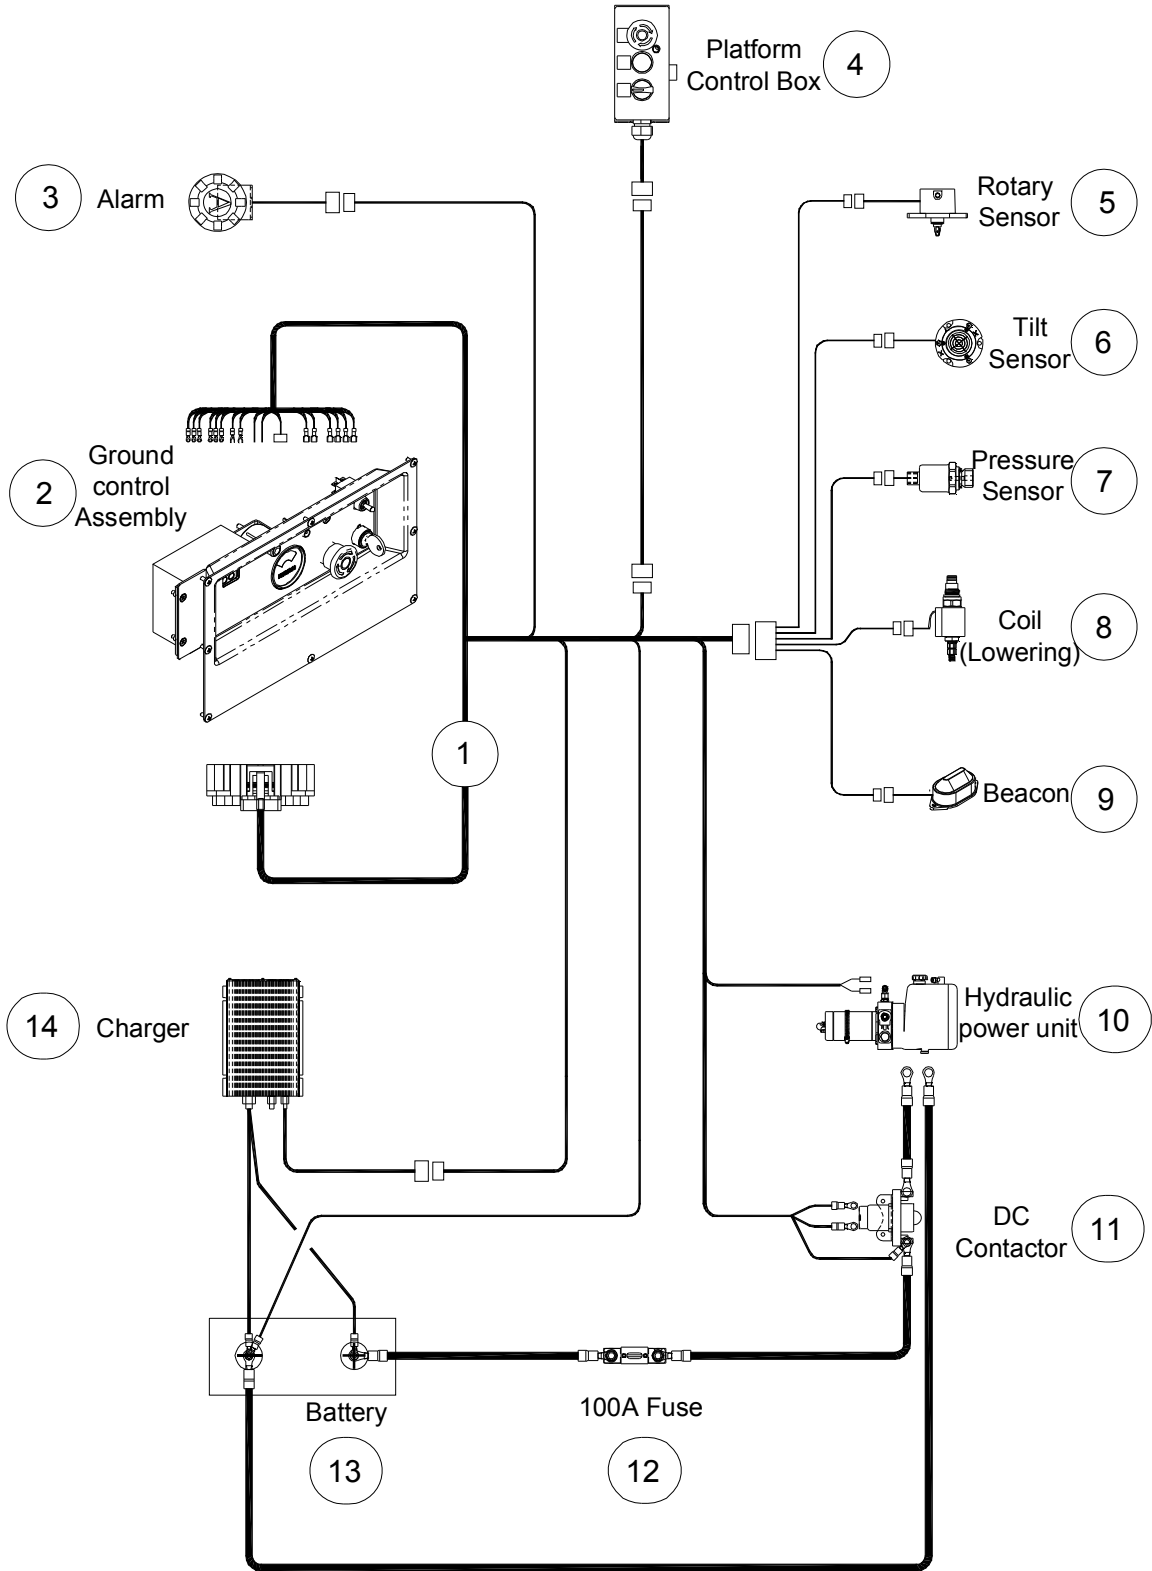 Platform
Control Box
4
3
Alarm
Rotary
Sensor
5
Tilt
Sensor
6
Ground
control
Assembly
2
Pressure
Sensor
7
Coil
(Lowering)
8
1
Beacon
9
14
Charger
Hydraulic
power unit
10
DC
Contactor
11
Battery
13
100A Fuse
12